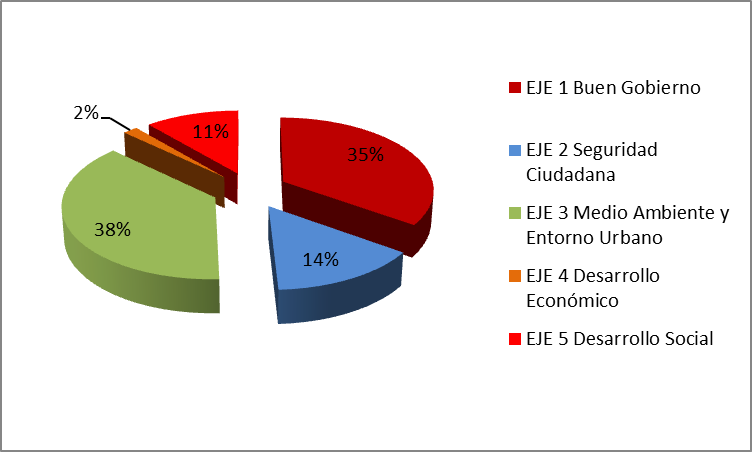 2%
11%
35%
38%
14%
EJE 1 Buen Gobierno
EJE 2 Seguridad
Ciudadana
EJE 3 Medio Ambiente y
Entorno Urbano
EJE 4 Desarrollo
Económico
EJE 5 Desarrollo Social